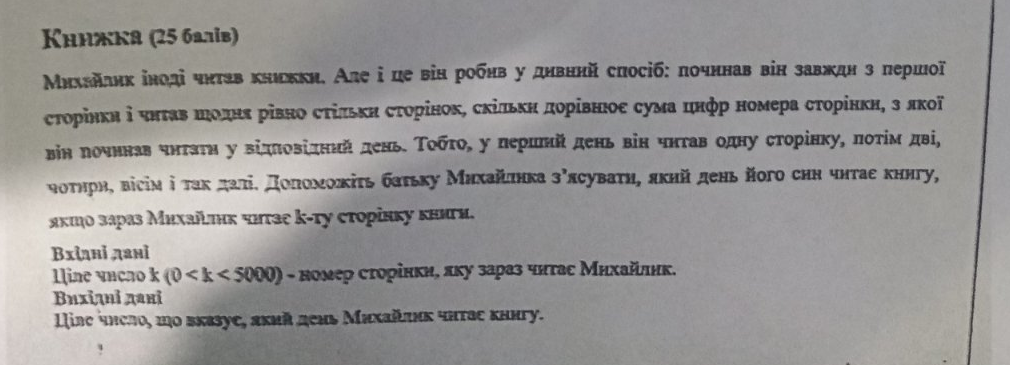 Книжка (25 балів)
Михайлик іноді читав книжки. Але і це він робив у дивний спосіб: починав він завжди з першої
сторінки і читав щодня рівно стільки сторінок, скільки дорівнює сума цифр номера сторінки, з якої
він починав читати у відповідний день. Тобто, у перший день він читав одну сторінку, потім дві,
чотири, вісім і так далі. Допоможіть батьку Михайлика з’ясувати, який день його син читає книгу,
якщо зараз Михайлик читає k-ту сторінку книги.
Вхідні дані
Ціле число k (0 < k < 5000) - номер сторінки, яку зараз читає Михайлик.
Вихідні дані
Ціле число, що вказує, який день Михайлик читає книгу.